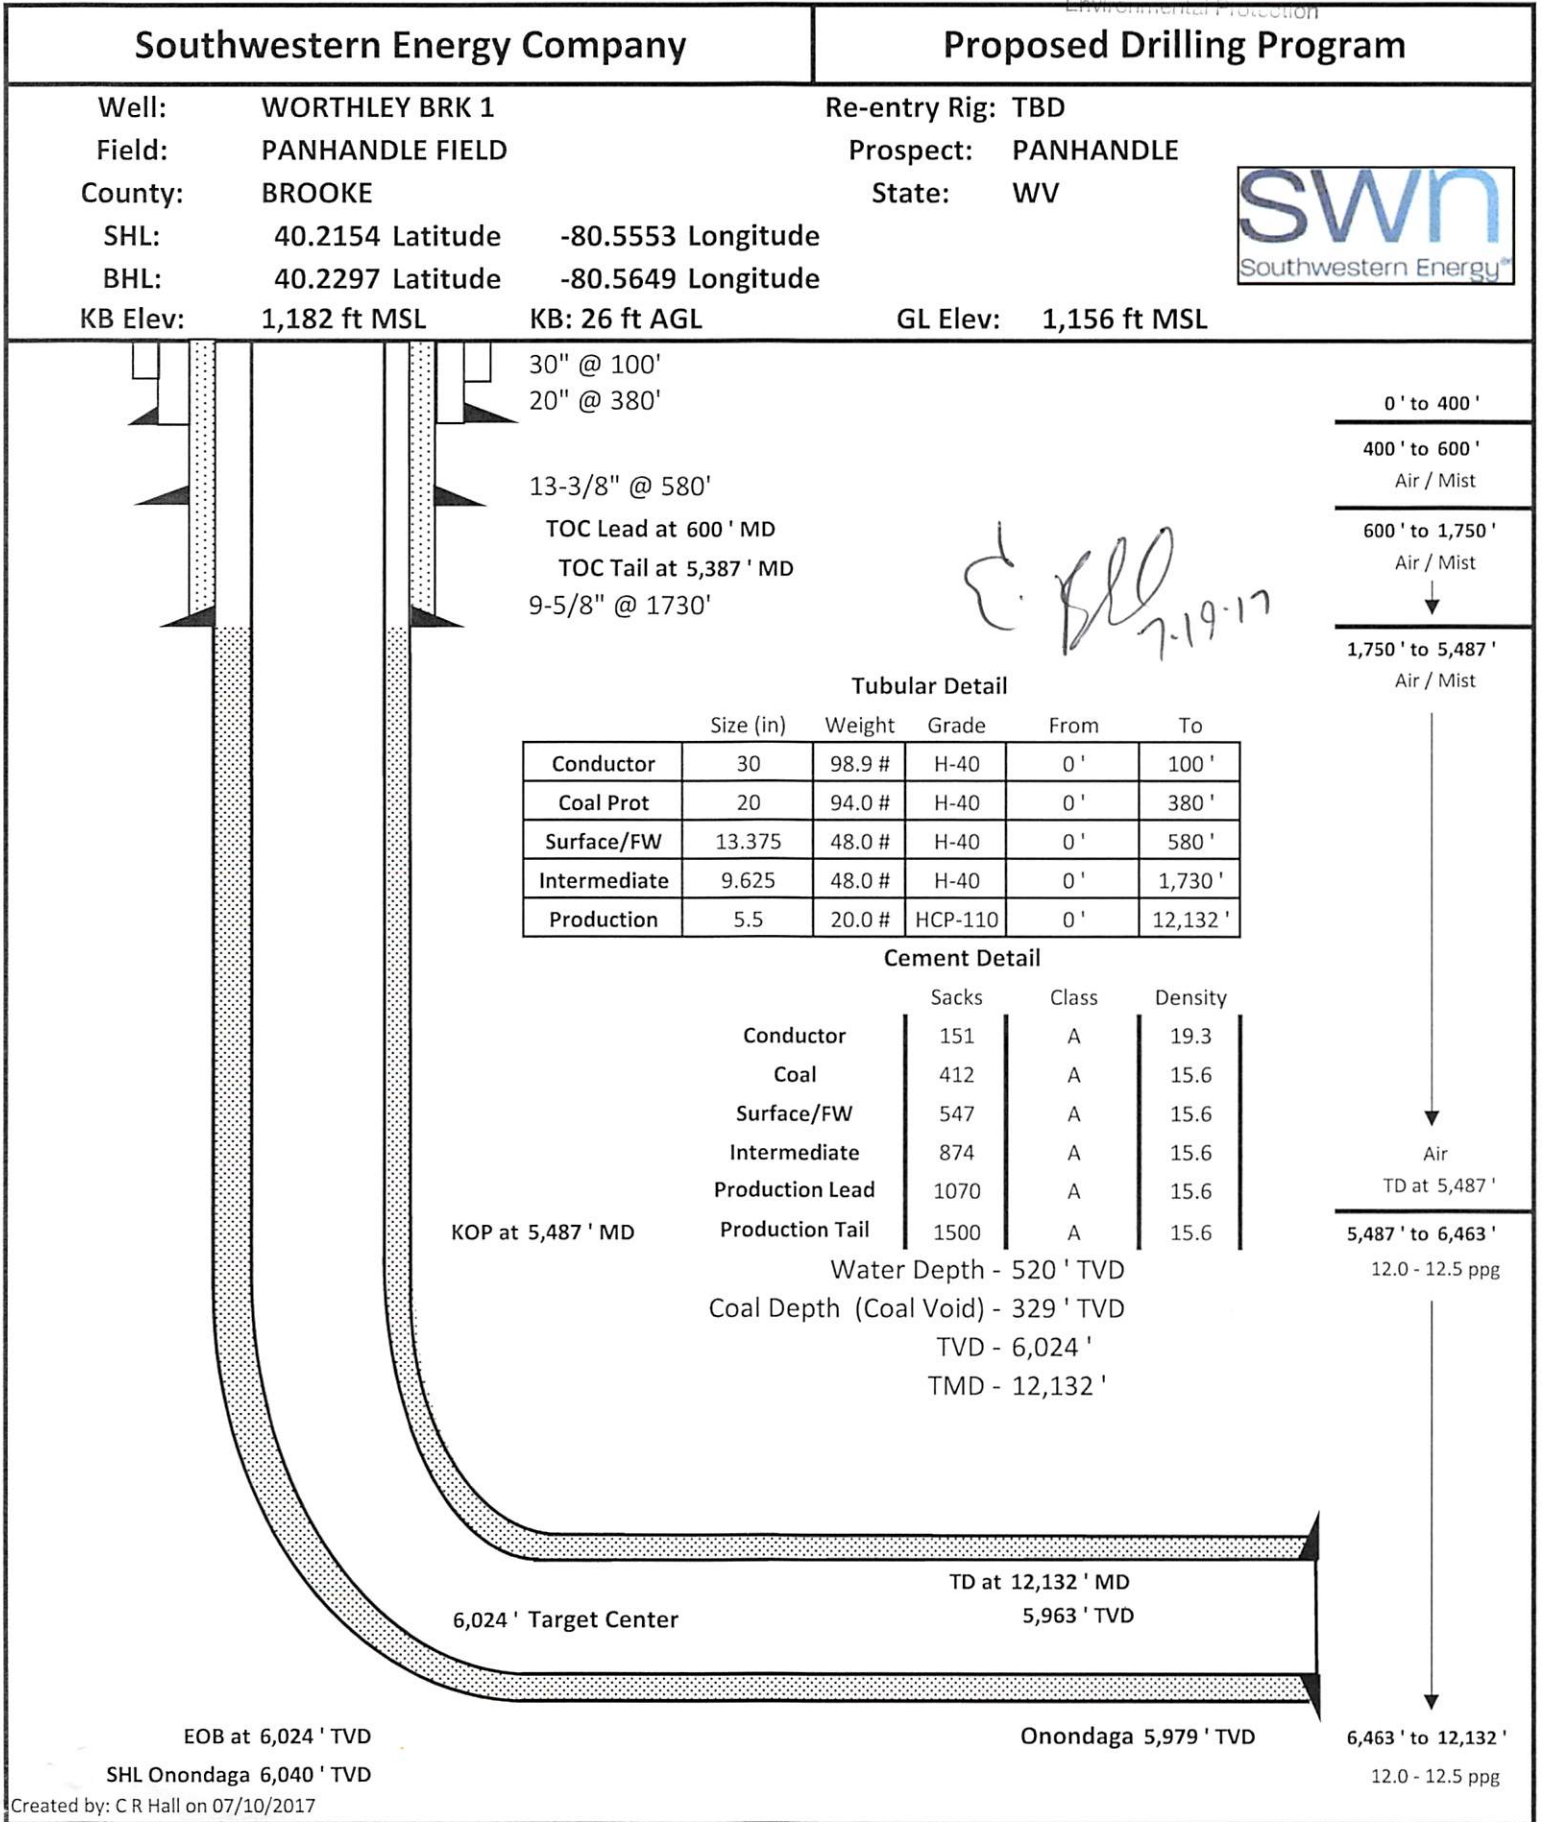 Environmental Protection
Southwestern Energy Company
Proposed Drilling Program
Well: WORTHLEY BRK 1 Re-entry Rig: TBD
Field: PANHANDLE FIELD Prospect: PANHANDLE
County: BROOKE State: WV
SHL: 40.2154 Latitude -80.5553 Longitude
BHL: 40.2297 Latitude -80.5649 Longitude
KB Elev: 1,182 ft MSL KB: 26 ft AGL GL Elev: 1,156 ft MSL
swn
Southwestern Energy®
30" @ 100'
20" @ 380'
13-3/8" @ 580'
TOC Lead at 600 ' MD
TOC Tail at 5,387 ' MD
9-5/8" @ 1730'
7-19-17
0 ' to 400 '
400 ' to 600 '
Air / Mist
600 ' to 1,750 '
Air / Mist
1,750 ' to 5,487 '
Air / Mist
Tubular Detail
Size (in) Weight Grade From To
Conductor 30 98.9 # H-40 0 ' 100 '
Coal Prot 20 94.0 # H-40 0 ' 380 '
Surface/FW 13.375 48.0 # H-40 0 ' 580 '
Intermediate 9.625 48.0 # H-40 0 ' 1,730 '
Production 5.5 20.0 # HCP-110 0 ' 12,132 '
Cement Detail
Sacks Class Density
Conductor 151 A 19.3
Coal 412 A 15.6
Surface/FW 547 A 15.6
Intermediate 874 A 15.6
Production Lead 1070 A 15.6
Production Tail 1500 A 15.6
KOP at 5,487 ' MD
Water Depth - 520 ' TVD
Coal Depth (Coal Void) - 329 ' TVD
TVD - 6,024 '
TMD - 12,132 '
Air
TD at 5,487 '
5,487 ' to 6,463 '
12.0 - 12.5 ppg
TD at 12,132 ' MD
5,963 ' TVD
6,024 ' Target Center
EOB at 6,024 ' TVD
Onondaga 5,979 ' TVD
6,463 ' to 12,132 '
SHL Onondaga 6,040 ' TVD
12.0 - 12.5 ppg
Created by: C R Hall on 07/10/2017